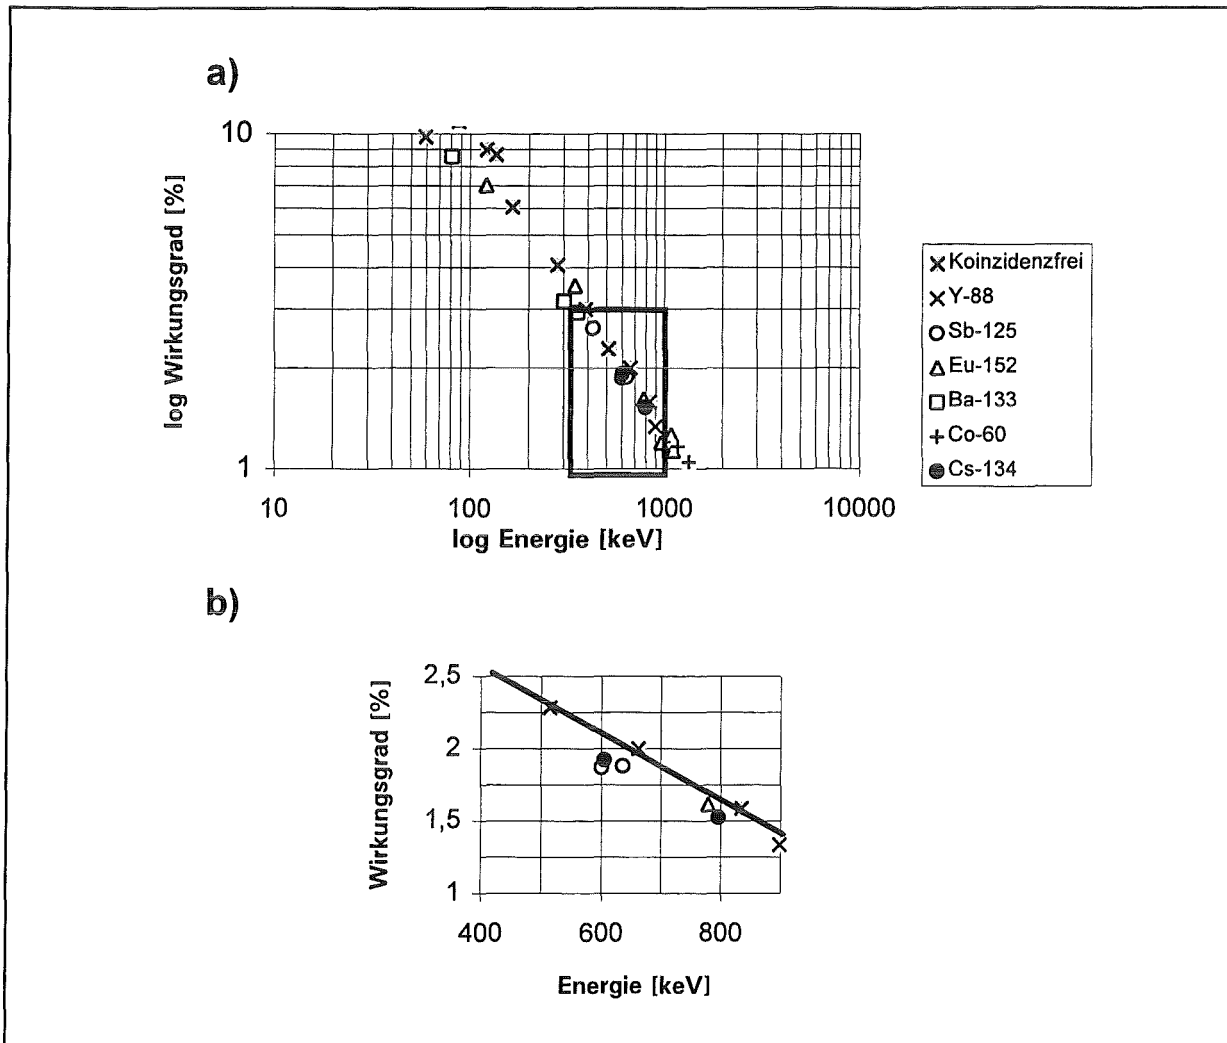 a)
log Wirkungsgrad [%]
10
1
10 100 1000 10000
log Energie [keV]
Koinzidenzfrei
Y-88
Sb-125
Eu-152
Ba-133
Co-60
Cs-134
b)
Wirkungsgrad [%]
2,5
2
1,5
1
400 600 800
Energie [keV]